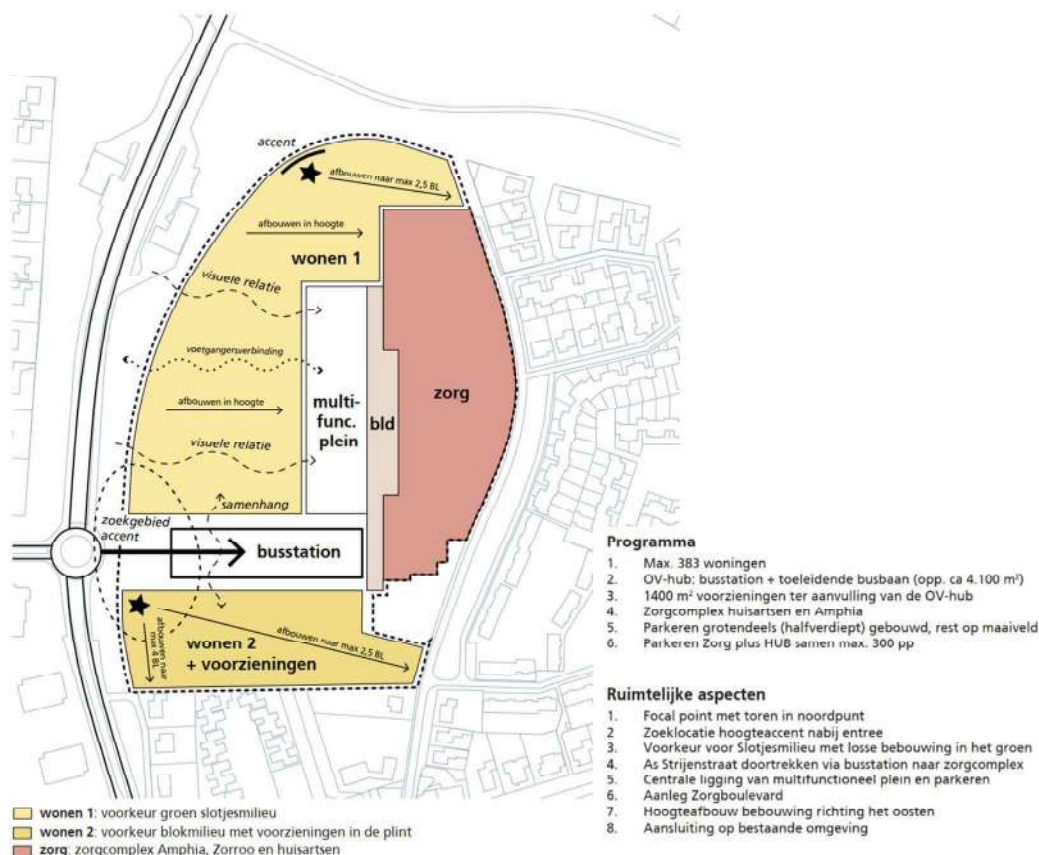 accent
afbouwen naar max 2,5 BL
afbouwen in hoogte
wonen 1
visuele relatie
voetgangersverbinding
zorg
afbouwen in hoogte
multi-
func.
plein
bld
visuele relatie
samenhang
zoekgebied
accent
busstation
afbouwen naar
max 4 BL
wonen 2
+ voorzieningen
afbouwen naar max 2,5 BL
wonen 1: voorkeur groen slotjesmilieu
wonen 2: voorkeur blokmilieu met voorzieningen in de plint
zorg: zorgcomplex Amphia, Zorroo en huisartsen
Programma
1. Max. 383 woningen
2. OV-hub: busstation + toeleidende busbaan (opp. ca 4.100 m²)
3. 1400 m² voorzieningen ter aanvulling van de OV-hub
4. Zorgcomplex huisartsen en Amphia
5. Parkeren grotendeels (halfverdiept) gebouwd, rest op maaiveld
6. Parkeren Zorg plus HUB samen max. 300 pp
Ruimtelijke aspecten
1. Focal point met toren in noordpunt
2 Zoeklocatie hoogteaccent nabij entree
3. Voorkeur voor Slotjesmilieu met losse bebouwing in het groen
4. As Strijenstraat doortrekken via busstation naar zorgcomplex
5. Centrale ligging van multifunctioneel plein en parkeren
6. Aanleg Zorgboulevard
7. Hoogteafbouw bebouwing richting het oosten
8. Aansluiting op bestaande omgeving